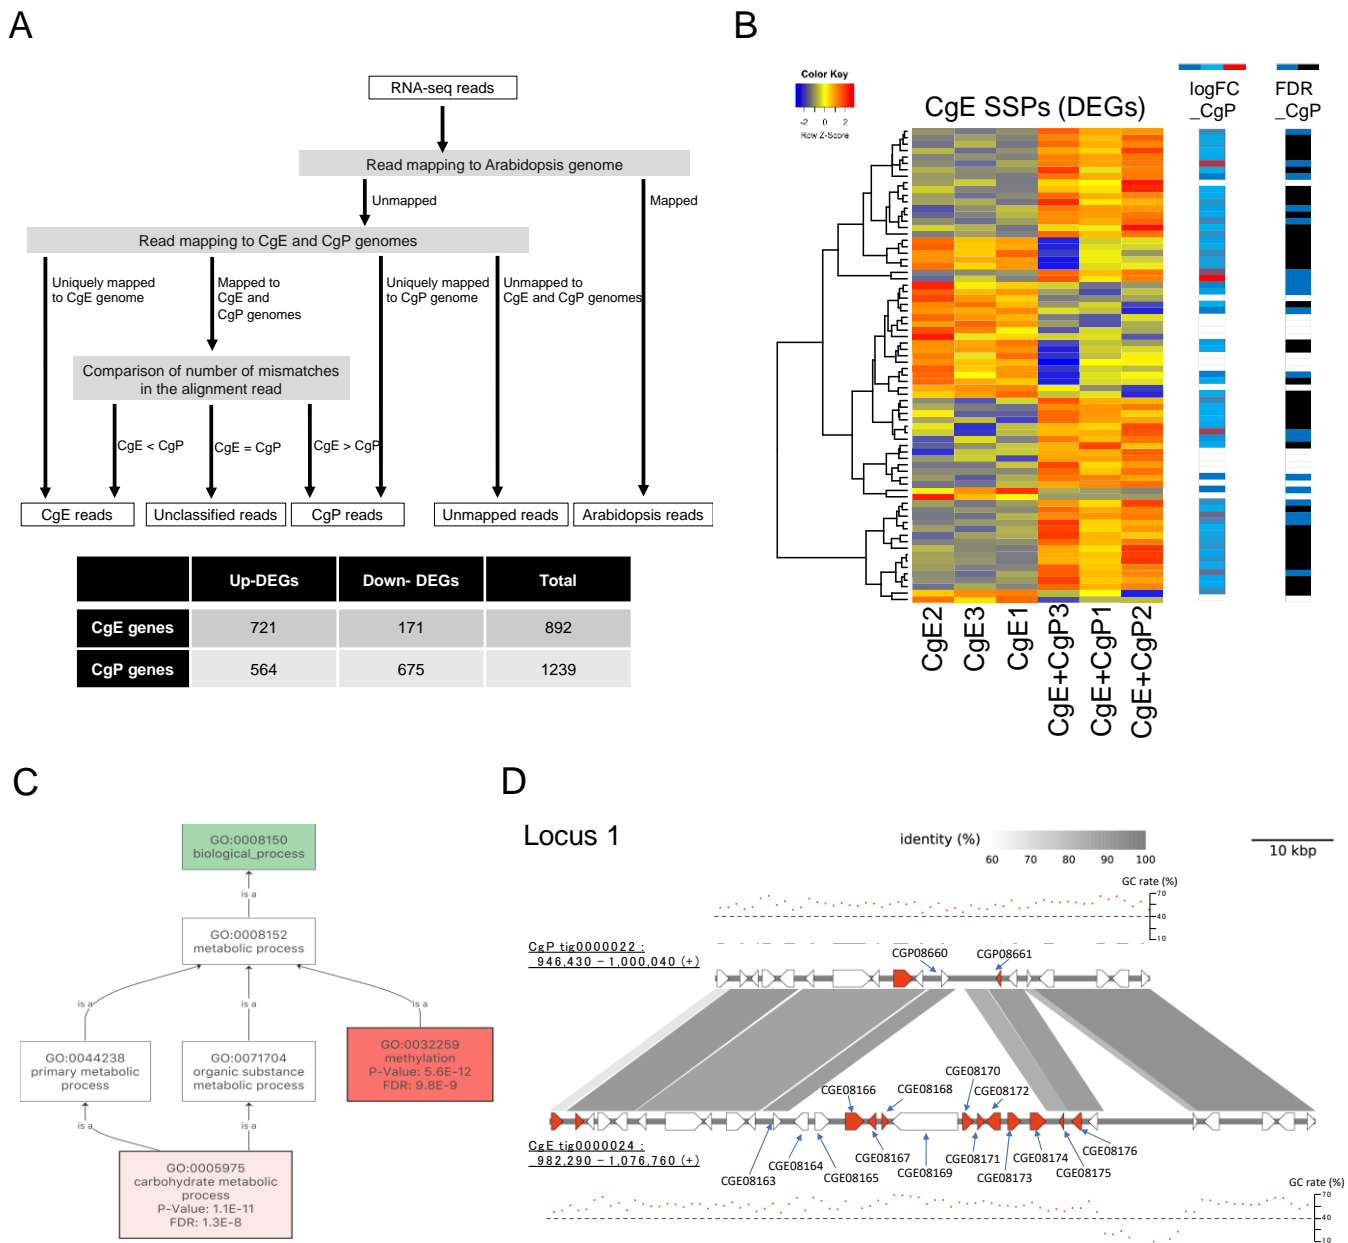 A
RNA-seq reads
Read mapping to Arabidopsis genome
Unmapped
Mapped
Read mapping to CgE and CgP genomes
Uniquely mapped
to CgE genome
Mapped to
CgE and
CgP genomes
Uniquely mapped
to CgP genome
Unmapped to
CgE and CgP genomes
Comparison of number of mismatches
in the alignment read
CgE < CgP
CgE = CgP
CgE > CgP
CgE reads
Unclassified reads
CgP reads
Unmapped reads
Arabidopsis reads
Up-DEGs
Down- DEGs
Total
CgE genes
721
171
892
CgP genes
564
675
1239
B
Color Key
-2
0
2
Row Z-Score
CgE SSPs (DEGs)
logFC
_CgP
FDR
_CgP
CgE2
CgE3
CgE1
CgE+CgP3
CgE+CgP1
CgE+CgP2
C
GO:0008150
biological_process
is a
GO:0008152
metabolic process
is a
is a
is a
GO:0044238
primary metabolic
process
GO:0071704
organic substance
metabolic process
GO:0032259
methylation
P-Value: 5.6E-12
FDR: 9.8E-9
is a
is a
GO:0005975
carbohydrate metabolic
process
P-Value: 1.1E-11
FDR: 1.3E-8
D
Locus 1
identity (%)
60
70
80
90
100
10 kbp
GC rate (%)
70
40
10
CgP tig0000022 :
946,430 – 1,000,040 (+)
CGP08660
CGP08661
CGE08166
CGE08168
CGE08170
CGE08172
CgE tig0000024 :
982,290 – 1,076,760 (+)
CGE08163
CGE08164
CGE08165
CGE08167
CGE08169
CGE08171
CGE08173
CGE08174
CGE08175
CGE08176
GC rate (%)
70
40
10